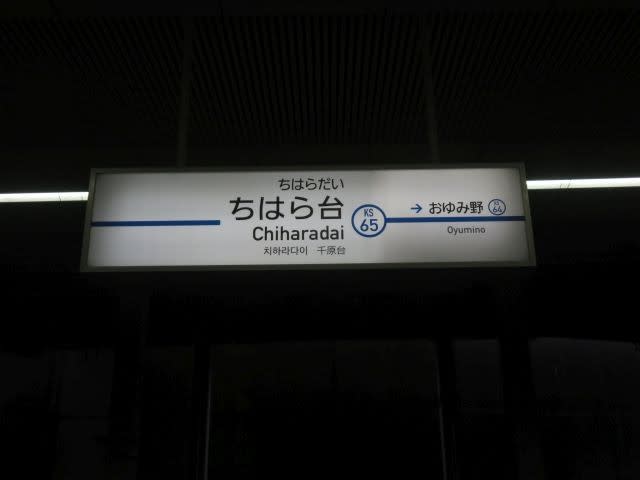 ちはらだい
ちはら台
Chiharadai
치하라다이 千原台
KS
65
→ おゆみ野
KS
64
Oyumino